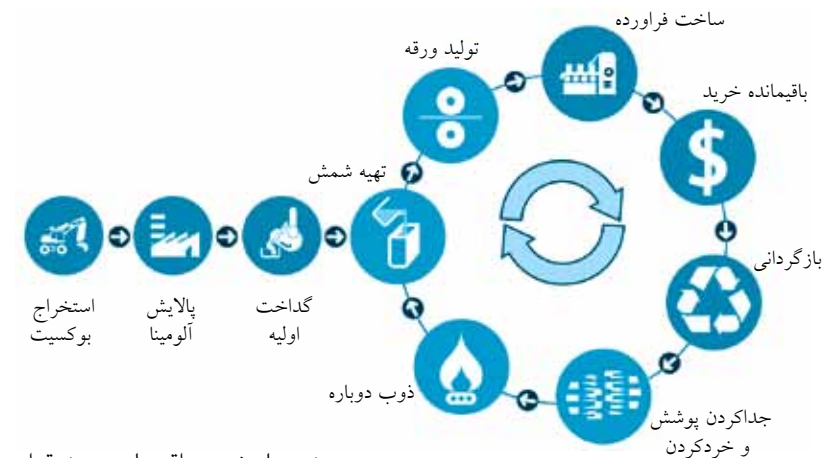 ساخت فراورده
تولید ورقه
باقیمانده خرید
تهیه شمش
بازگردانی
استخراج
بوکسیت
پالایش
آلومینا
گداخت
اولیه
ذوب دوباره
جداکردن پوشش
و خردکردن
$